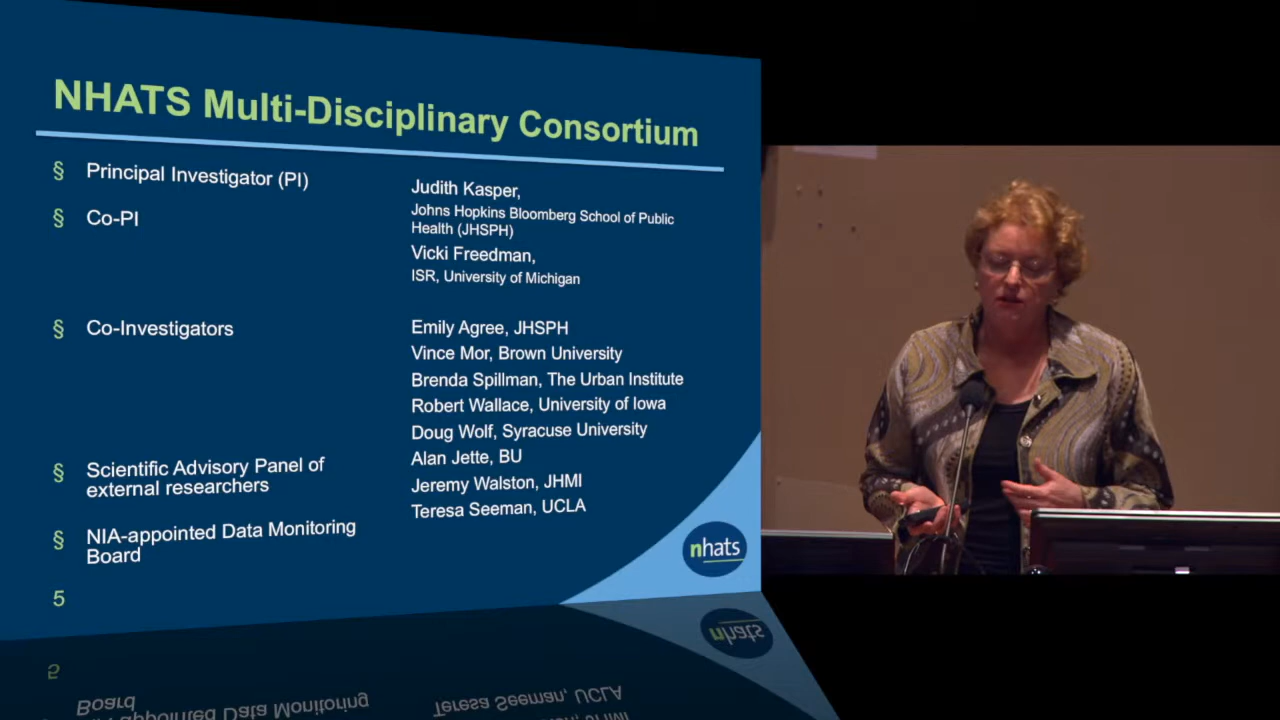 NHATS Multi-Disciplinary Consortium
§ Principal Investigator (PI)
Judith Kasper,
Johns Hopkins Bloomberg School of Public
Health (JHSPH)
§ Co-PI
Vicki Freedman,
ISR, University of Michigan
§ Co-Investigators
Emily Agree, JHSPH
Vince Mor, Brown University
Brenda Spillman, The Urban Institute
Robert Wallace, University of Iowa
Doug Wolf, Syracuse University
Alan Jette, BU
Jeremy Walston, JHMI
Teresa Seeman, UCLA
§ Scientific Advisory Panel of
external researchers
§ NIA-appointed Data Monitoring
Board
nhats
5